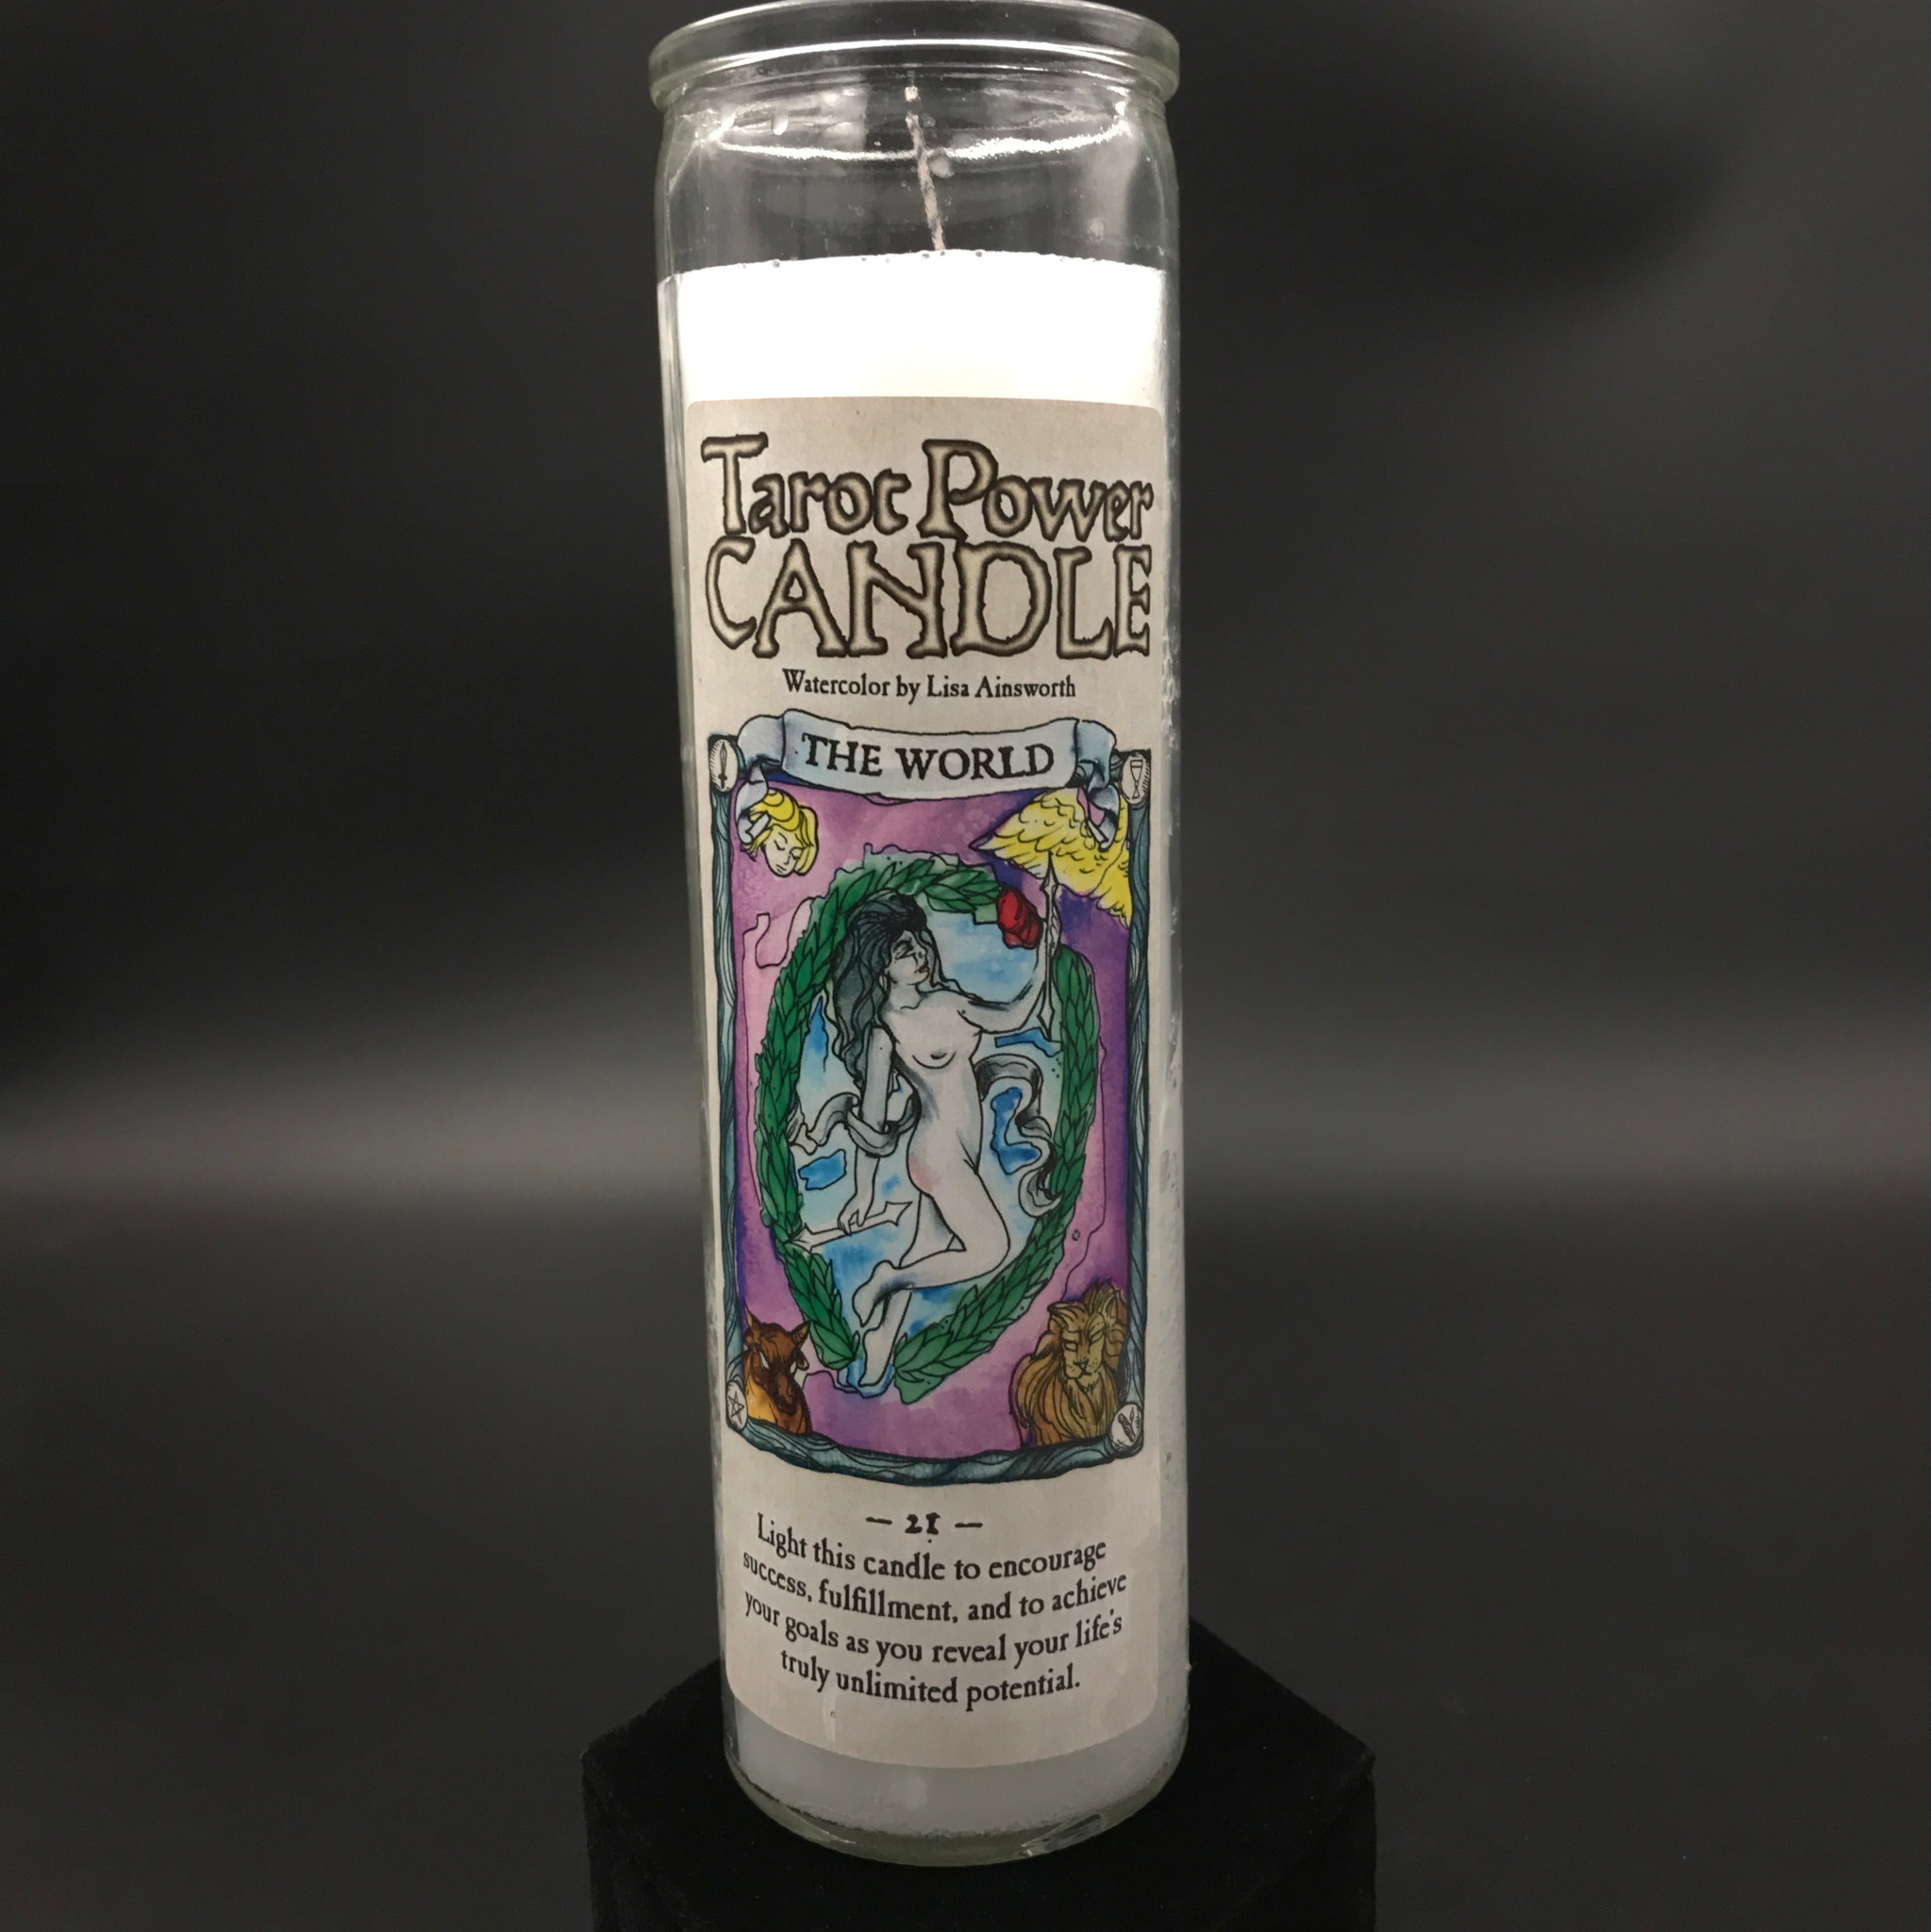 Tarot Power
CANDLE
Watercolor by Lisa Ainsworth
THE WORLD
— 21 —
Light this candle to encourage
success, fulfillment, and to achieve
your goals as you reveal your life's
truly unlimited potential.